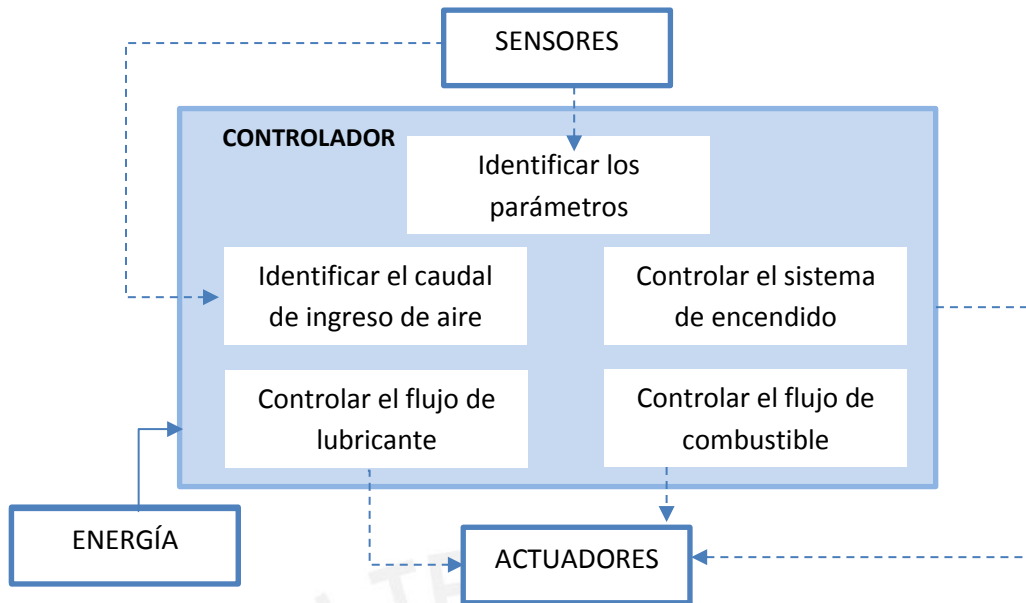 SENSORES
CONTROLADOR
Identificar los
parámetros
Identificar el caudal
de ingreso de aire
Controlar el sistema
de encendido
Controlar el flujo de
lubricante
Controlar el flujo de
combustible
ENERGÍA
ACTUADORES